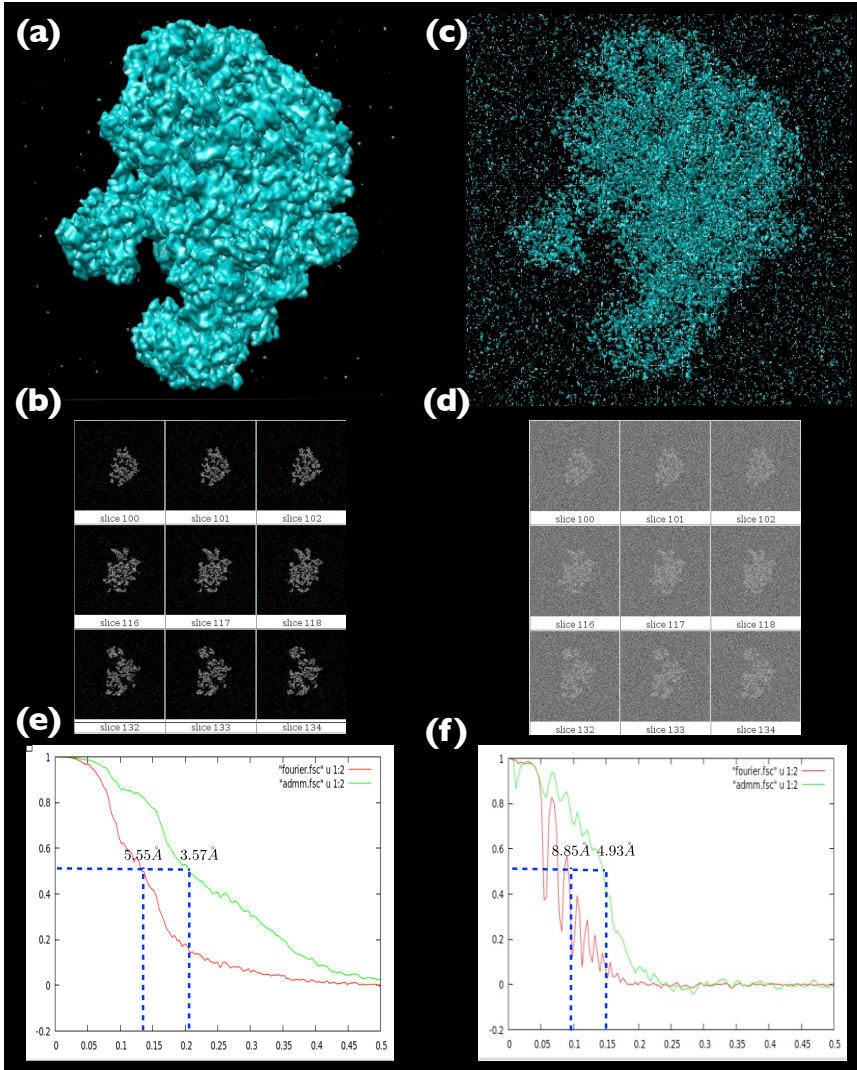 (a)
(c)
(b)
(d)
slice 100 slice 101 slice 102
slice 116 slice 117 slice 118
slice 132 slice 133 slice 134
slice 100 slice 101 slice 102
slice 116 slice 117 slice 118
slice 132 slice 133 slice 134
(e)
(f)
"fourier.fsc" u 1:2
"admm.fsc" u 1:2
5.55Å 3.57Å
1
0.8
0.6
0.4
0.2
0
-0.2
0 0.05 0.1 0.15 0.2 0.25 0.3 0.35 0.4 0.45 0.5
"fourier.fsc" u 1:2
"admm.fsc" u 1:2
8.85Å 4.93Å
1
0.8
0.6
0.4
0.2
0
-0.2
0 0.05 0.1 0.15 0.2 0.25 0.3 0.35 0.4 0.45 0.5